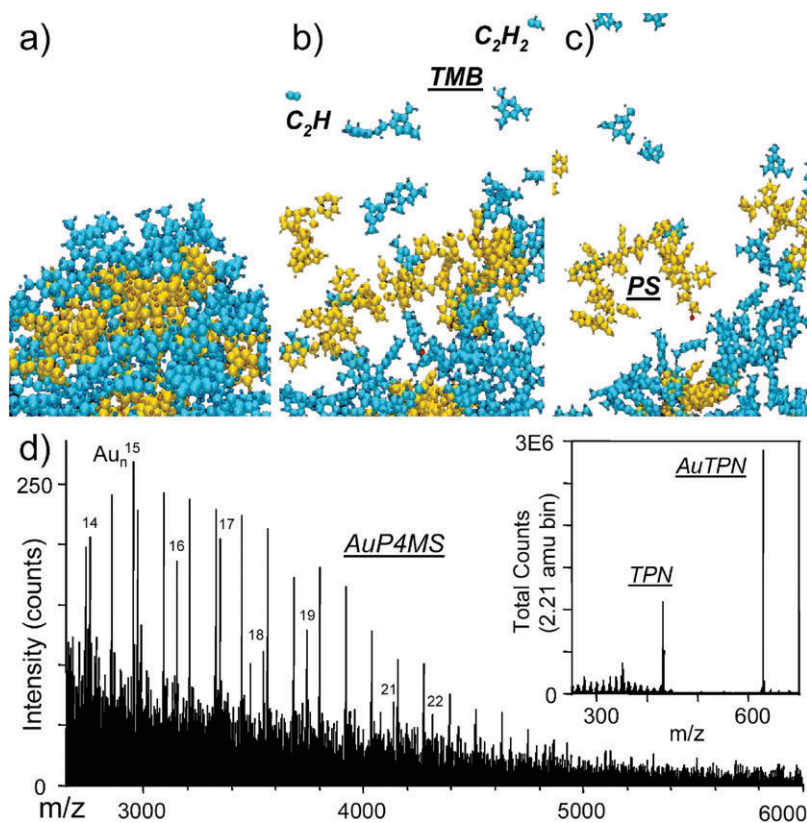 a)
b)
c)
C2H2
TMB
C2H
PS
d)
Aun15
14
16
17
18
19
21
22
AuP4MS
250
0
Intensity (counts)
m/z
3000
4000
5000
6000
3E6
0
Total Counts
(2.21 amu bin)
TPN
AuTPN
300
600
m/z